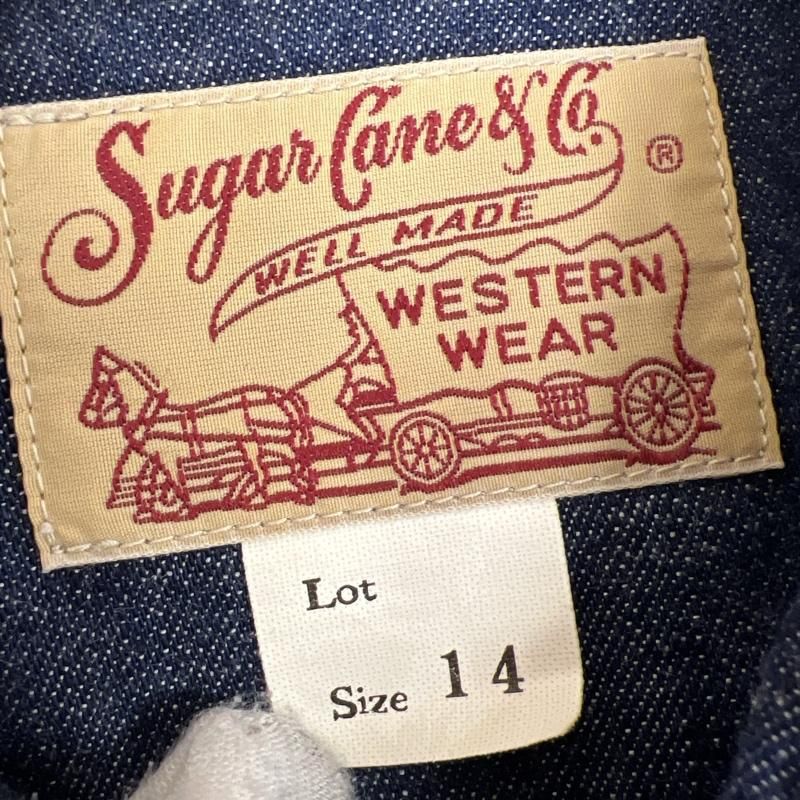 Sugar Cane & Co.
®
WELL MADE
WESTERN
WEAR
Lot
Size 14